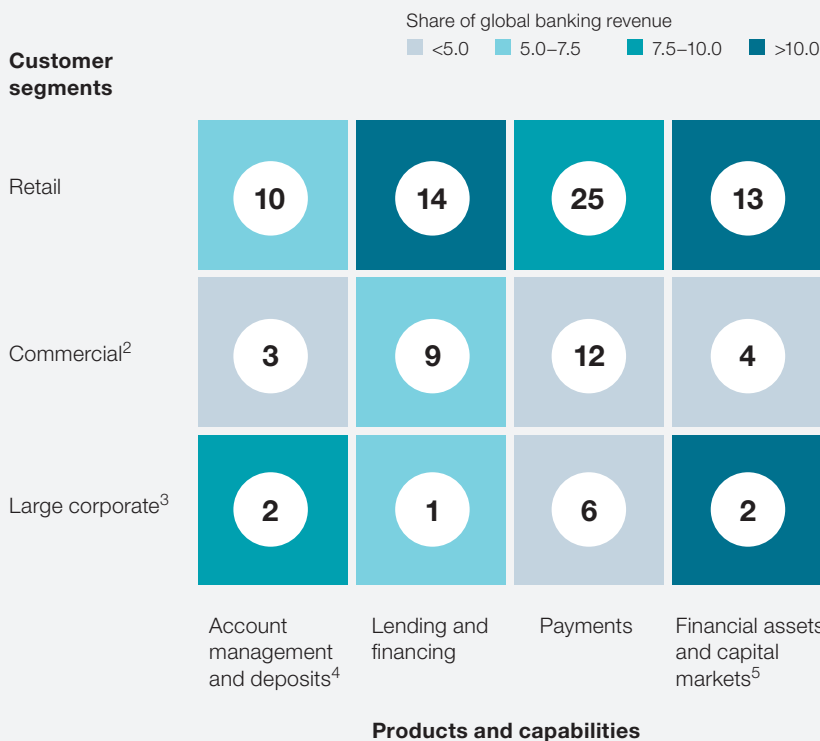 Share of global banking revenue
<5.0 5.0–7.5 7.5–10.0 >10.0
Customer
segments
Retail
10 14 25 13
Commercial2
3 9 12 4
Large corporate3
2 1 6 2
Account
management
and deposits4
Lending and
financing
Payments
Financial assets
and capital
markets5
Products and capabilities